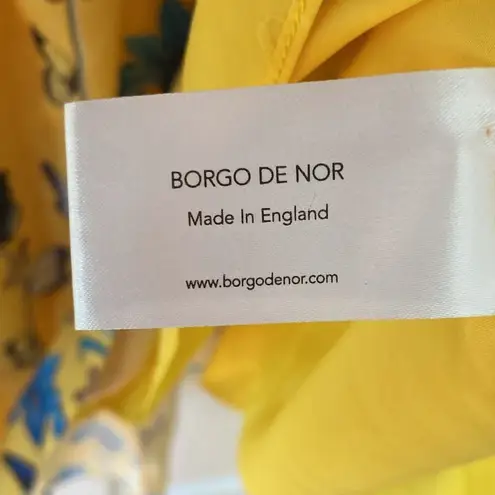 BORGO DE NOR
Made In England
www.borgodenor.com